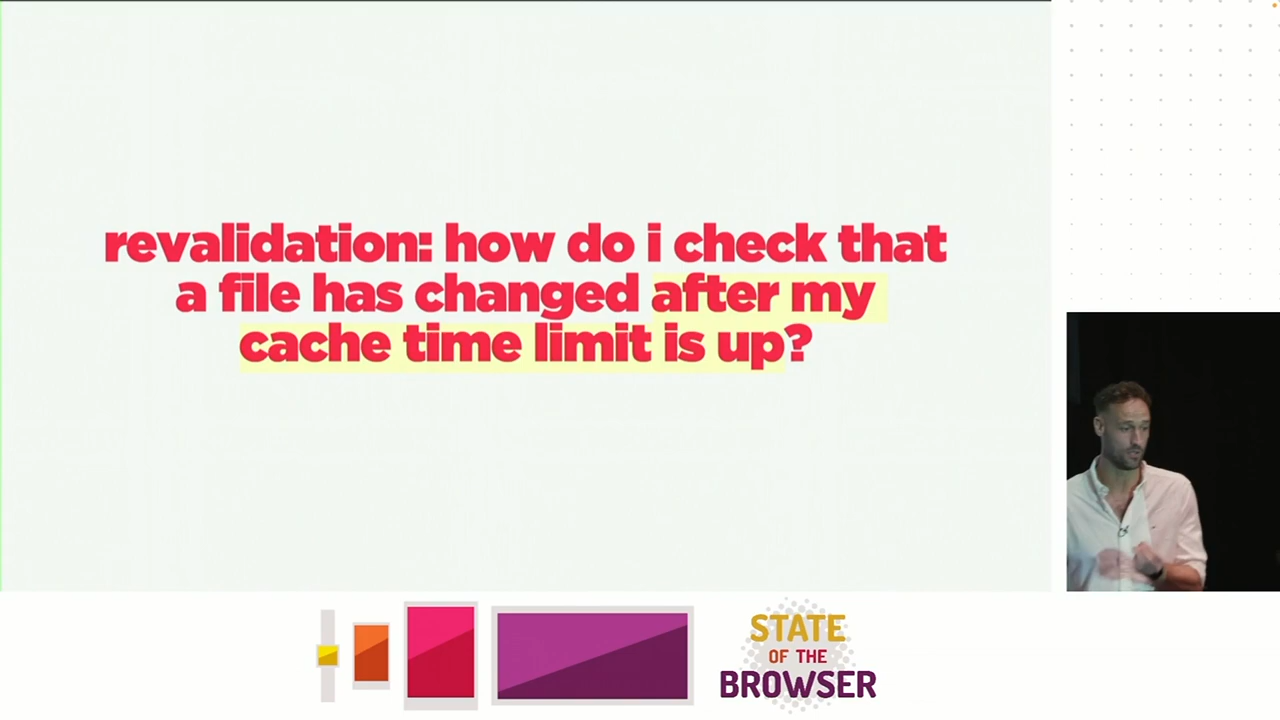 revalidation: how do i check that
a file has changed after my
cache time limit is up?
STATE
OF THE
BROWSER